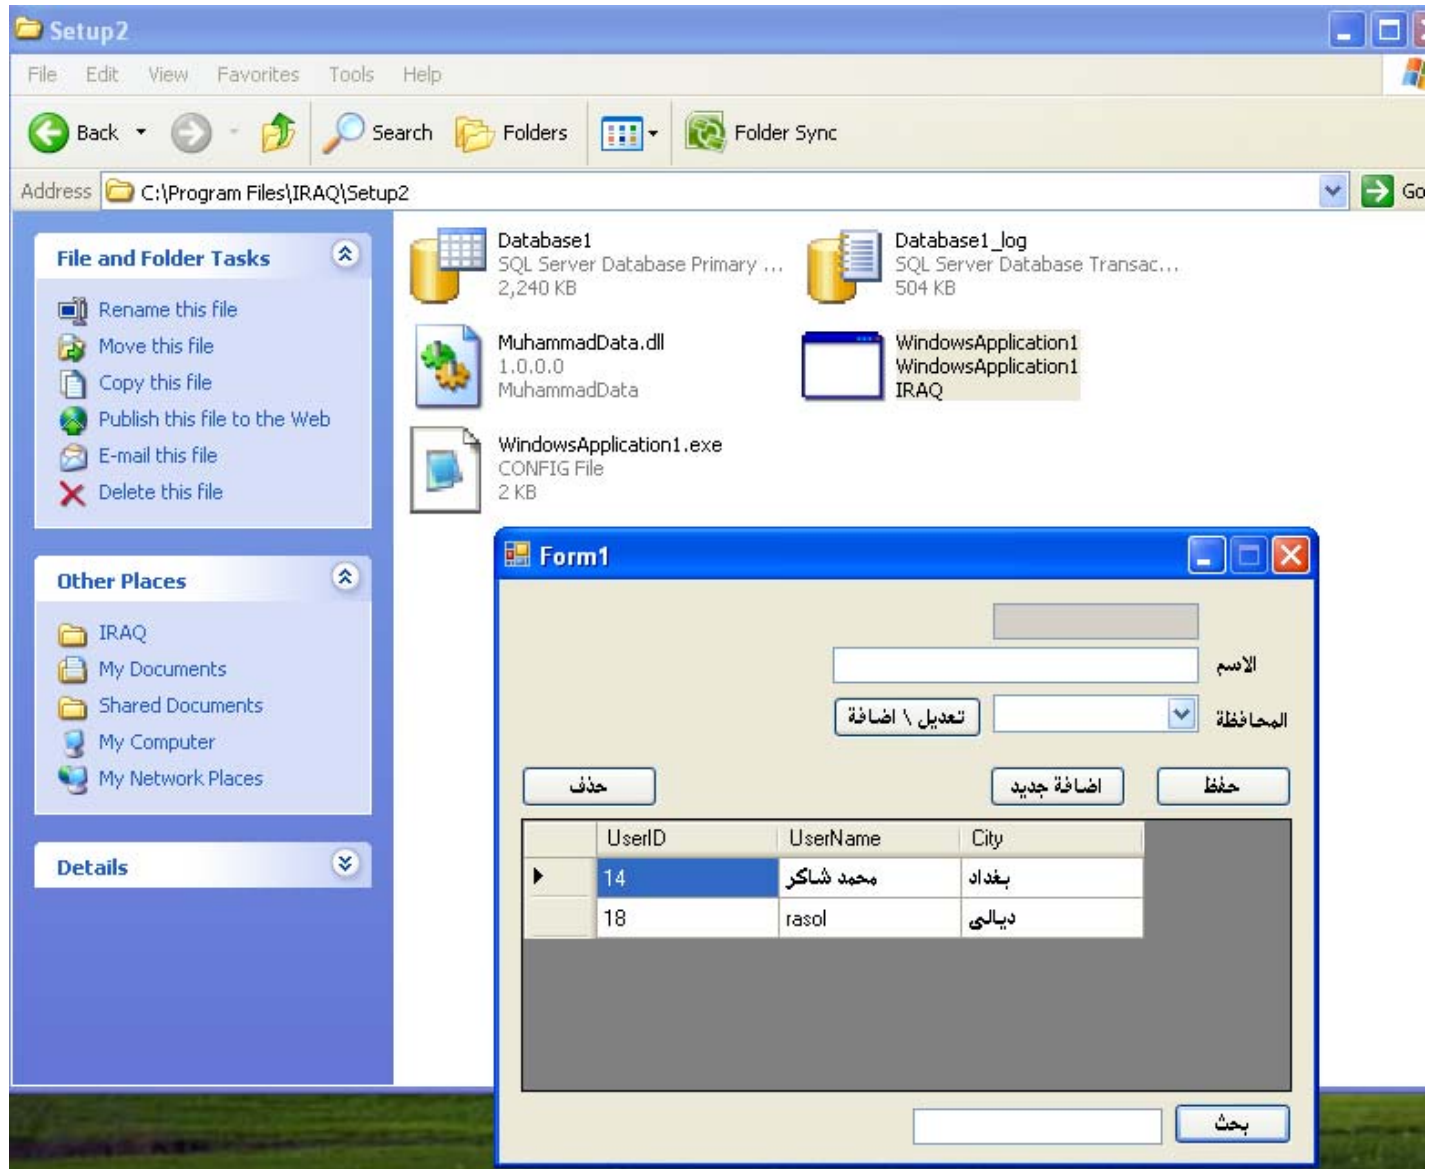 Setup2
File Edit View Favorites Tools Help
Back Search Folders Folder Sync
Address C:\Program Files\IRAQ\Setup2 Go
File and Folder Tasks
Rename this file
Move this file
Copy this file
Publish this file to the Web
E-mail this file
Delete this file
Other Places
IRAQ
My Documents
Shared Documents
My Computer
My Network Places
Details
Database1
SQL Server Database Primary ...
2,240 KB
Database1_log
SQL Server Database Transac...
504 KB
MuhammadData.dll
1.0.0.0
MuhammadData
WindowsApplication1
WindowsApplication1
IRAQ
WindowsApplication1.exe
CONFIG File
2 KB
Form1
الاسم
المحافظة
تعديل \ اضافة
حفظ
اضافة جديد
حذف
UserID UserName City
14 محمد شاكر بغداد
18 rasol ديالى
بحث